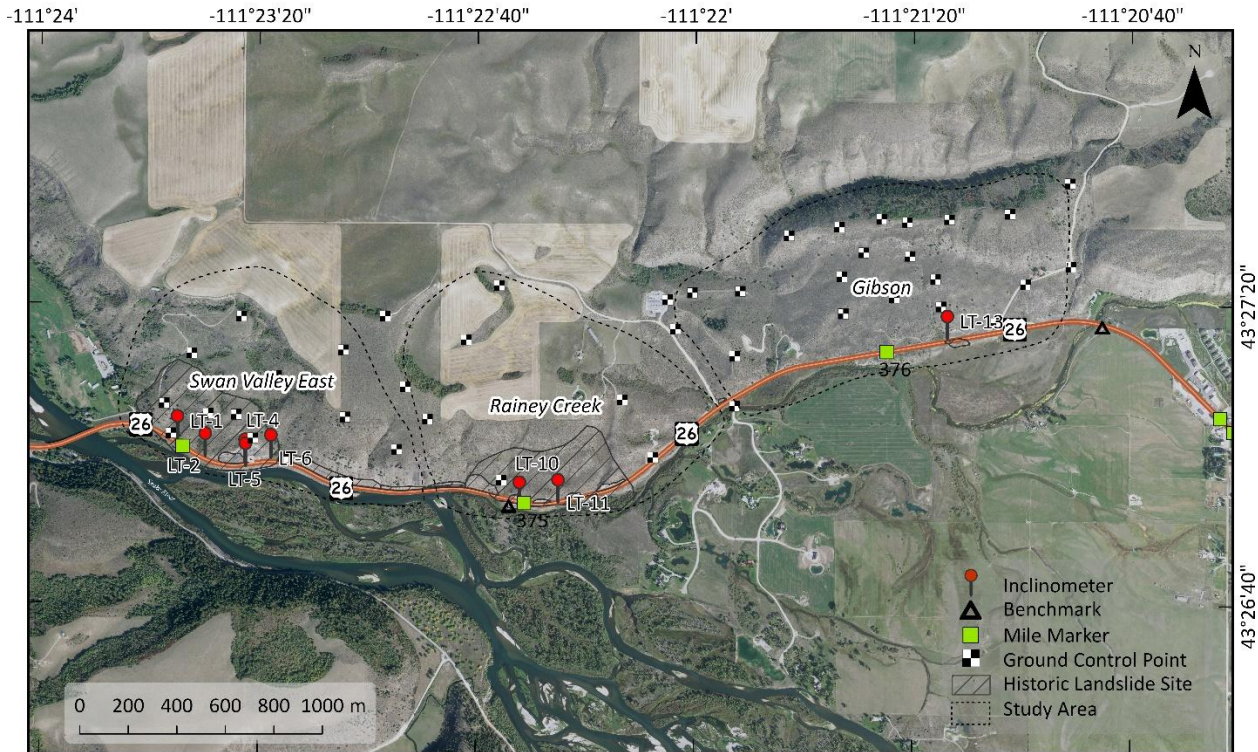 -111°24' -111°23'20" -111°22'40" -111°22' -111°21'20" -111°20'40"
N
Gibson
43°27'20"
LT-13
26
376
Swan Valley East
Rainey Creek
26
LT-1
LT-4
26
LT-2
LT-6
LT-5
LT-10
26
LT-11
375
Snake River
43°26'40"
Inclinometer
Benchmark
Mile Marker
Ground Control Point
Historic Landslide Site
Study Area
0 200 400 600 800 1000 m